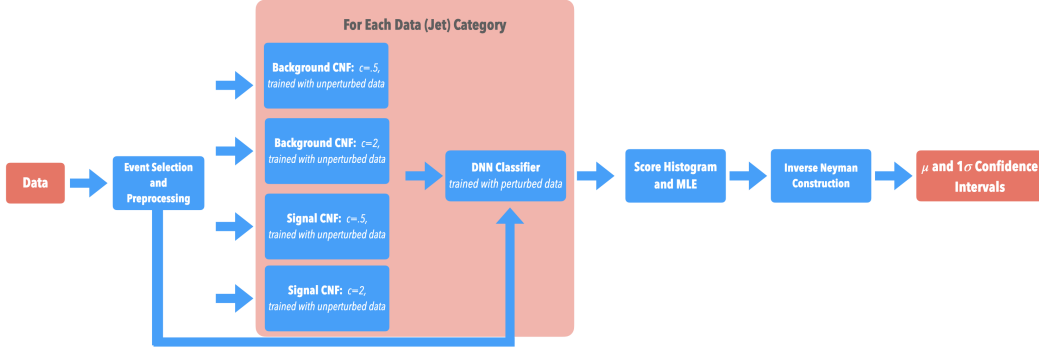 For Each Data (Jet) Category
Background CNF: c=.5,
trained with unperturbed data
Background CNF: c=2,
trained with unperturbed data
Signal CNF: c=.5,
trained with unperturbed data
Signal CNF: c=2,
trained with unperturbed data
Data
Event Selection
and
Preprocessing
DNN Classifier
trained with perturbed data
Score Histogram
and MLE
Inverse Neyman
Construction
μ and 1σ Confidence
Intervals